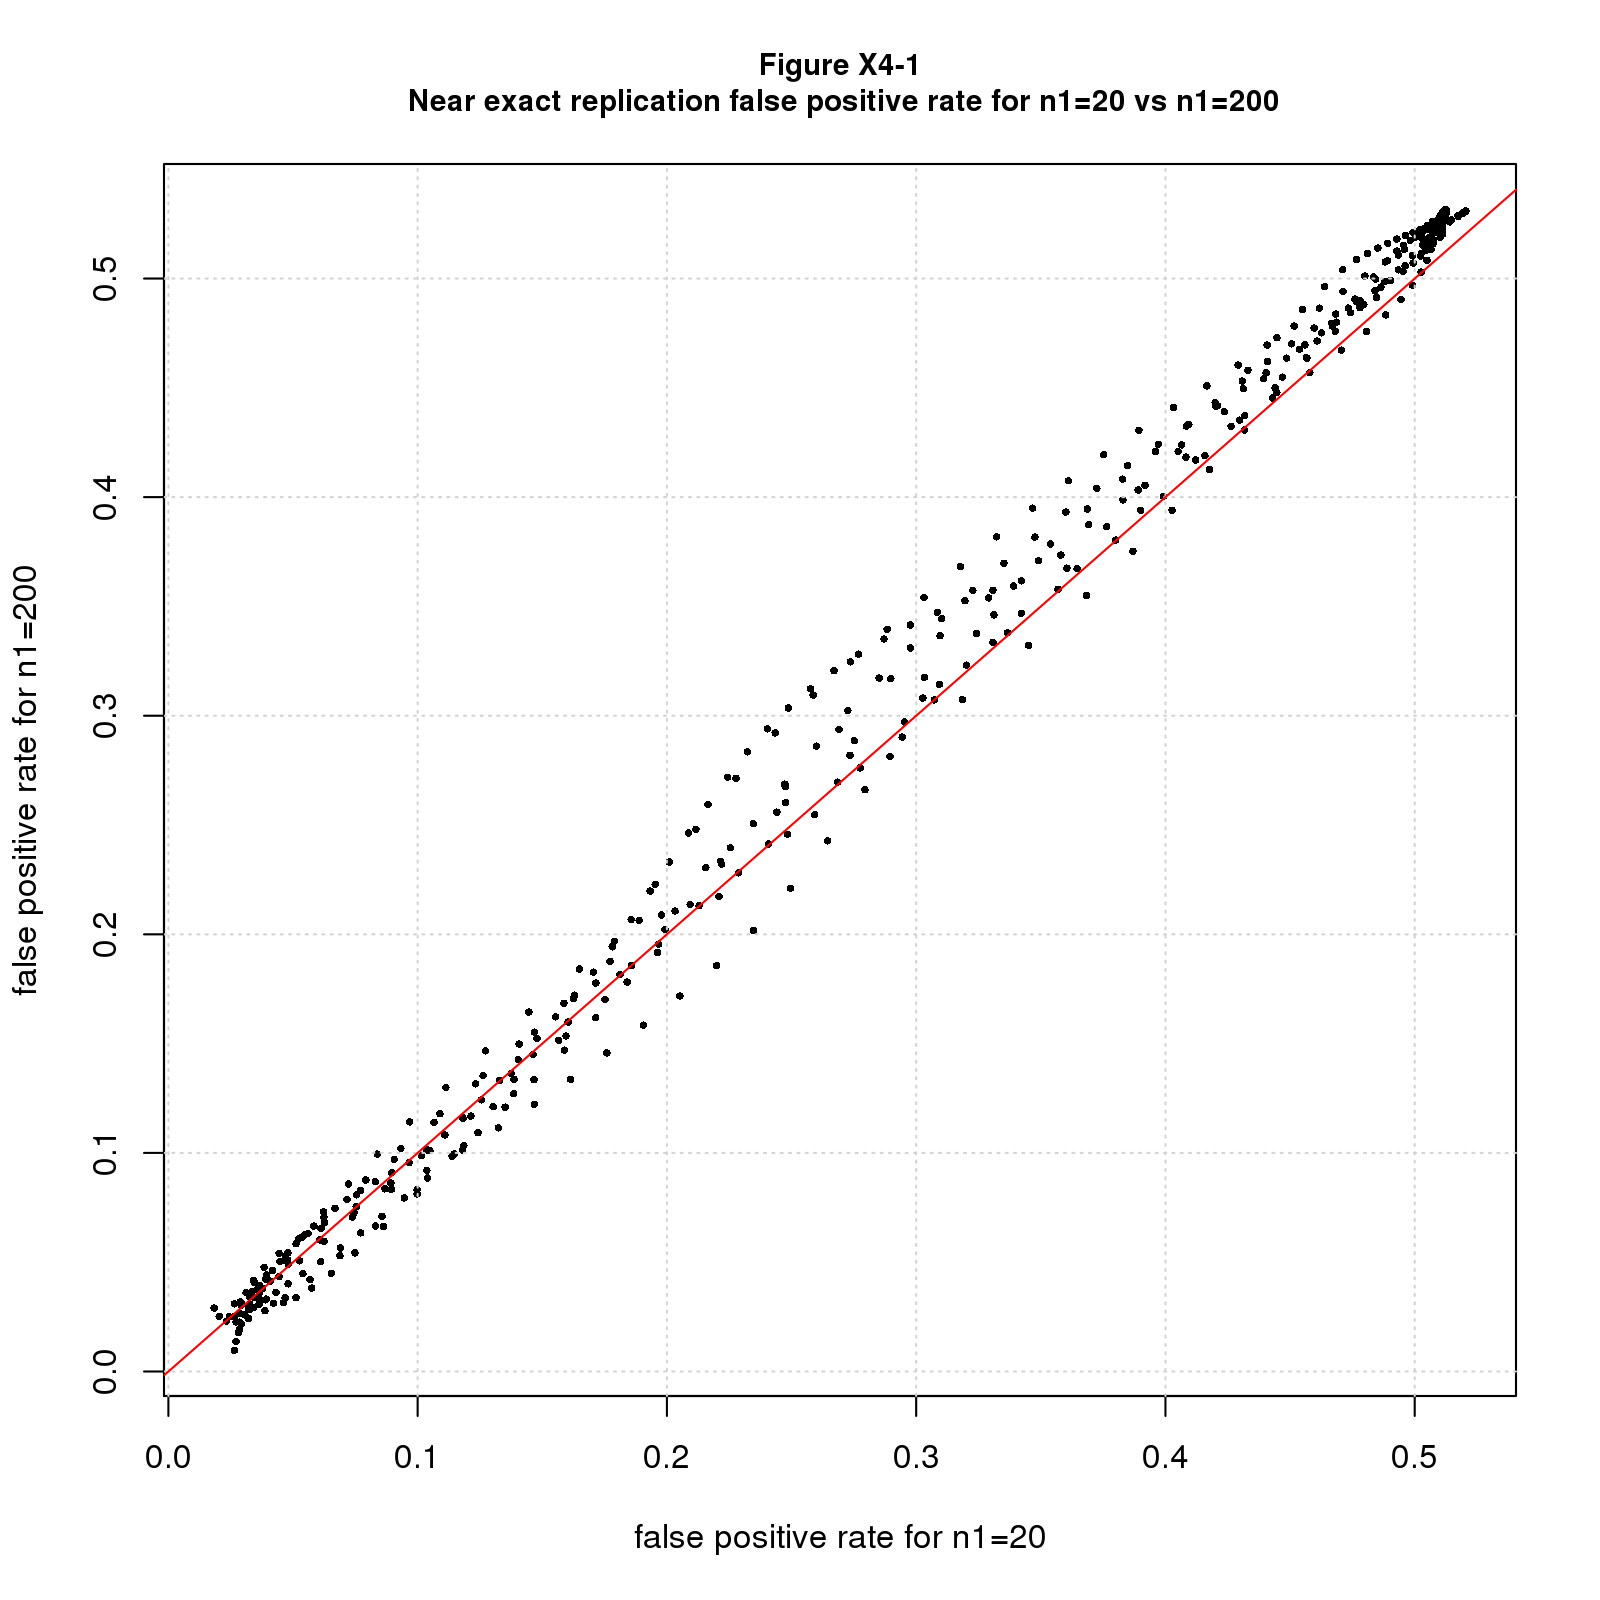 Figure X4-1
Near exact replication false positive rate for n1=20 vs n1=200
false positive rate for n1=200
0.5
0.4
0.3
0.2
0.1
0.0
0.0 0.1 0.2 0.3 0.4 0.5
false positive rate for n1=20